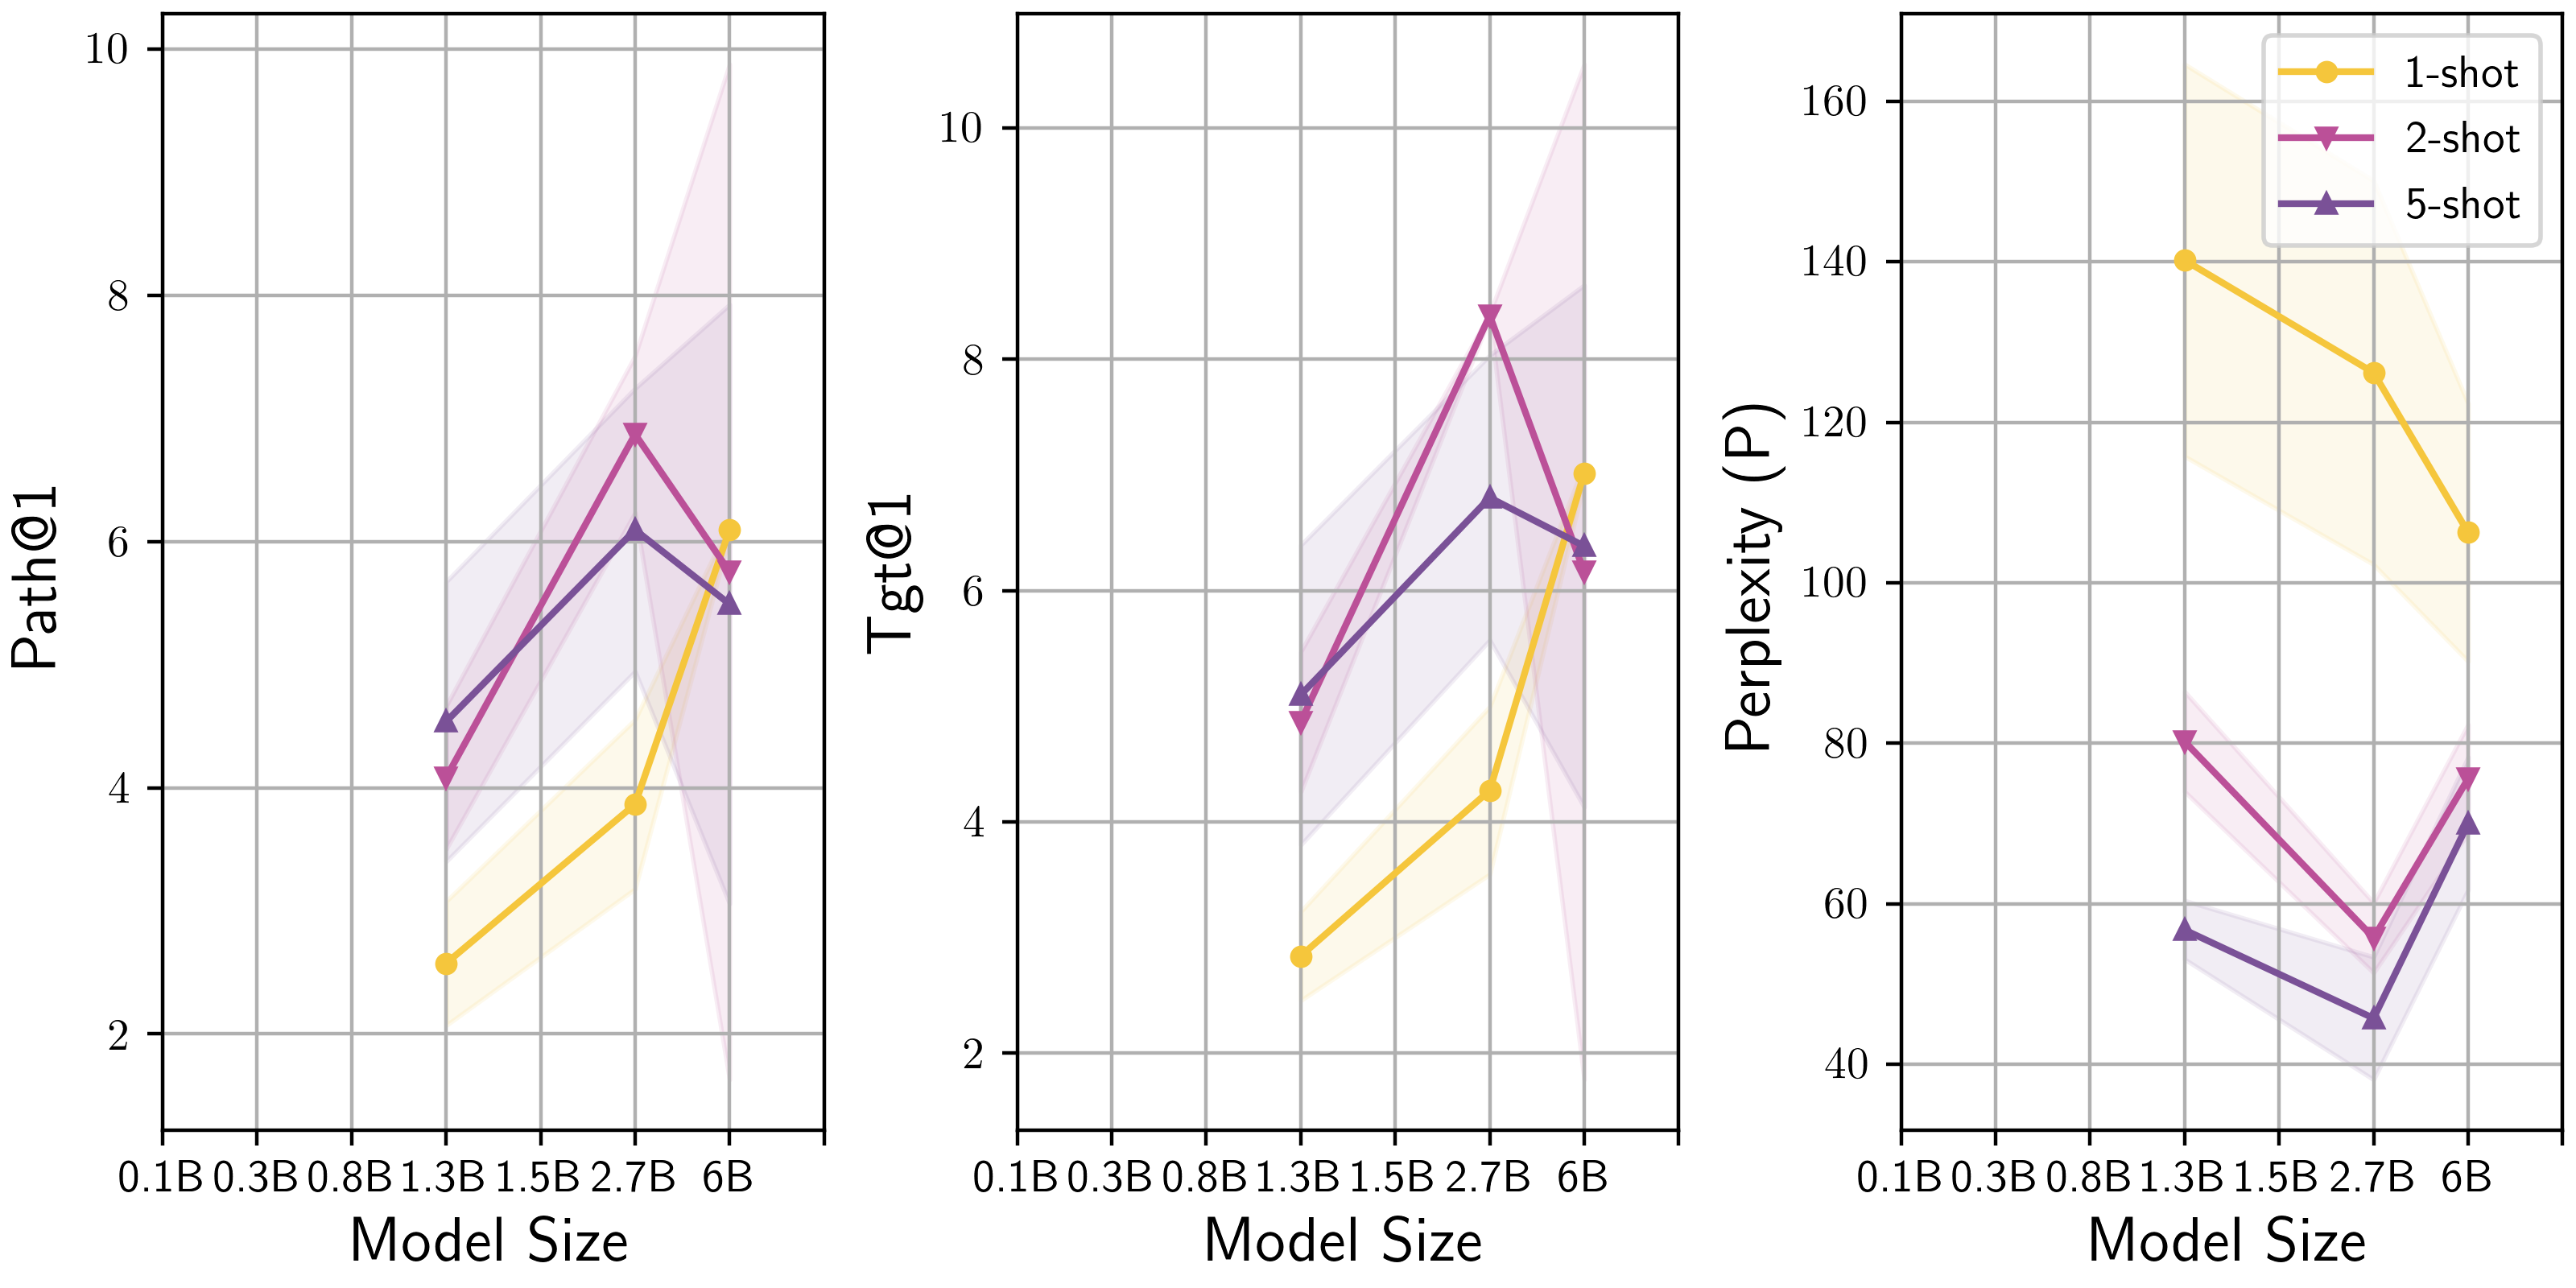 Path@1
10
8
6
4
2
0.1B 0.3B 0.8B 1.3B 1.5B 2.7B 6B
Model Size
Tgt@1
10
8
6
4
2
0.1B 0.3B 0.8B 1.3B 1.5B 2.7B 6B
Model Size
Perplexity (P)
160
140
120
100
80
60
40
0.1B 0.3B 0.8B 1.3B 1.5B 2.7B 6B
Model Size
1-shot
2-shot
5-shot